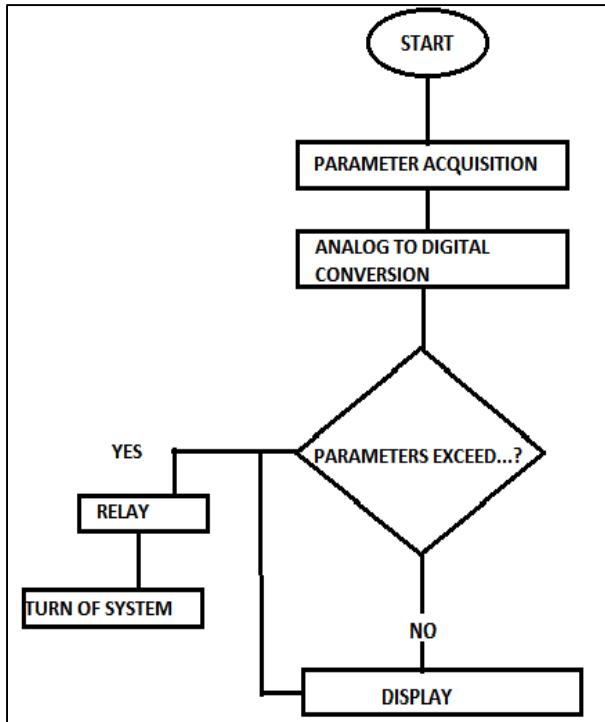 START
PARAMETER ACQUISITION
ANALOG TO DIGITAL
CONVERSION
PARAMETERS EXCEED...?
YES
RELAY
TURN OF SYSTEM
NO
DISPLAY